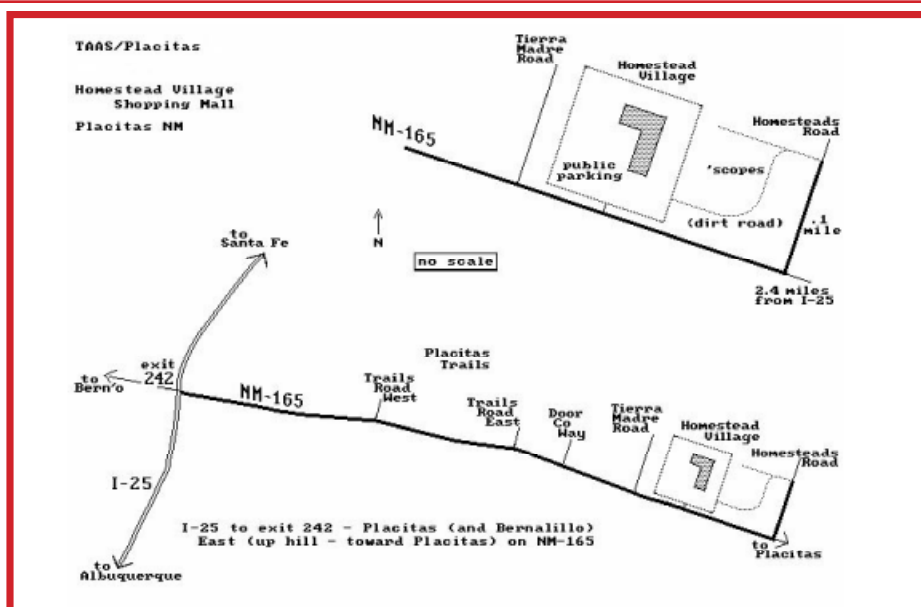 TAAS/Placitas
Homestead Village
Shopping Mall
Placitas NM
Tierra
Madre
Road
Homestead
Village
Homesteads
Road
NM-165
public
parking
'scopes
(dirt road)
.1
mile
2.4 miles
from I-25
N
no scale
to
Santa Fe
exit
242
to
Bern'o
NM-165
Placitas
Trails
Trails
Road
West
Trails
Road
East
Door
Co
Way
Tierra
Madre
Road
Homestead
Village
Homesteads
Road
I-25
I-25 to exit 242 - Placitas (and Bernalillo)
East (up hill - toward Placitas) on NM-165
to
Placitas
to
Albuquerque